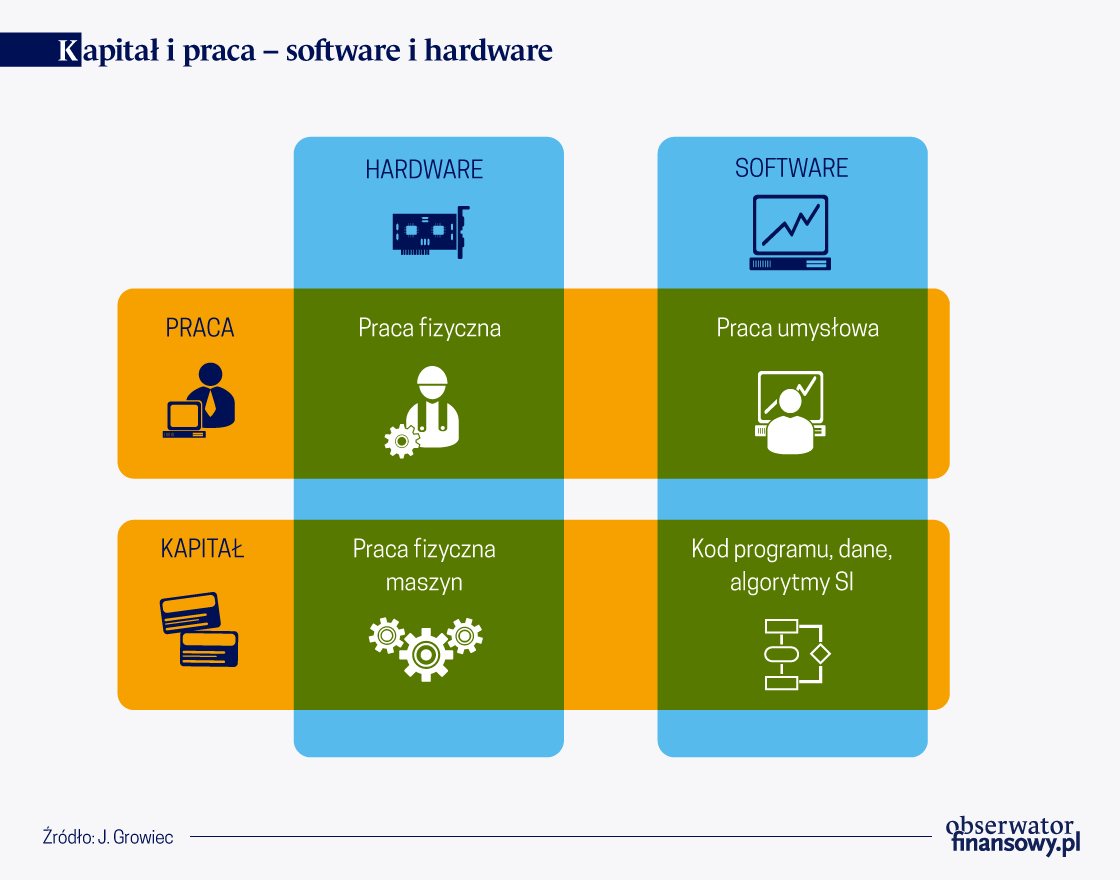 Kapitał i praca – software i hardware
HARDWARE
SOFTWARE
PRACA
Praca fizyczna
Praca umysłowa
KAPITAŁ
Praca fizyczna
maszyn
Kod programu, dane,
algorytmy SI
Źródło: J. Growiec
obserwator
finansowy.pl